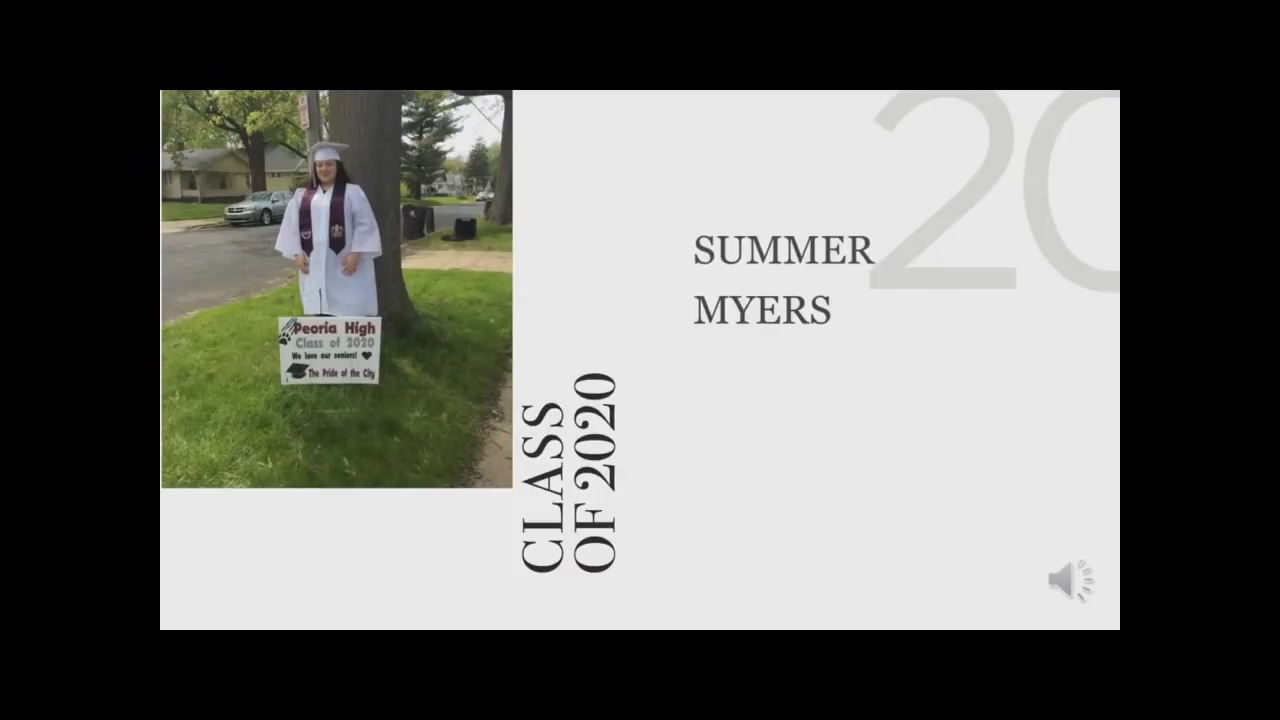 Peoria High
Class of 2020
We love our seniors!
The Pride of the City
CLASS
OF 2020
20
SUMMER
MYERS